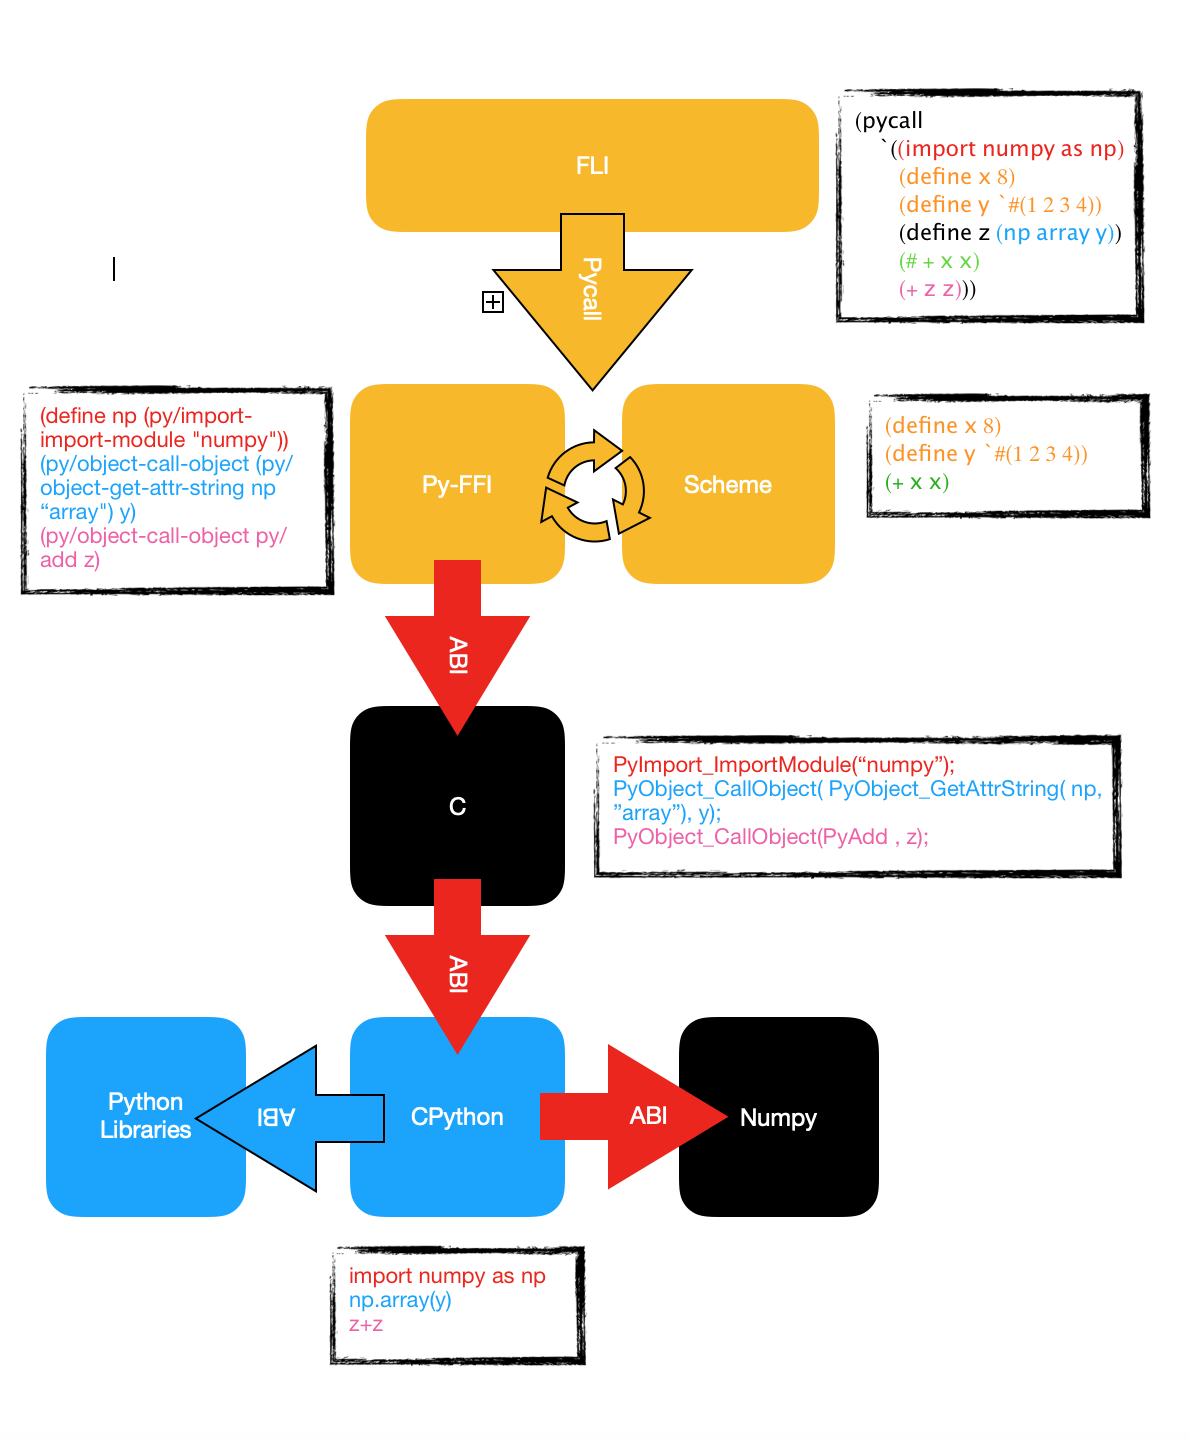 FLI
Pycall
(pycall
`((import numpy as np)
(define x 8)
(define y `#(1 2 3 4))
(define z (np array y))
(# + x x)
(+ z z)))
(define np (py/import-
import-module "numpy"))
(py/object-call-object (py/
object-get-attr-string np
“array") y)
(py/object-call-object py/
add z)
Py-FFI
Scheme
(define x 8)
(define y `#(1 2 3 4))
(+ x x)
ABI
C
PyImport_ImportModule(“numpy”);
PyObject_CallObject( PyObject_GetAttrString( np,
”array”), y);
PyObject_CallObject(PyAdd , z);
ABI
Python
Libraries
ABI
CPython
ABI
Numpy
import numpy as np
np.array(y)
z+z